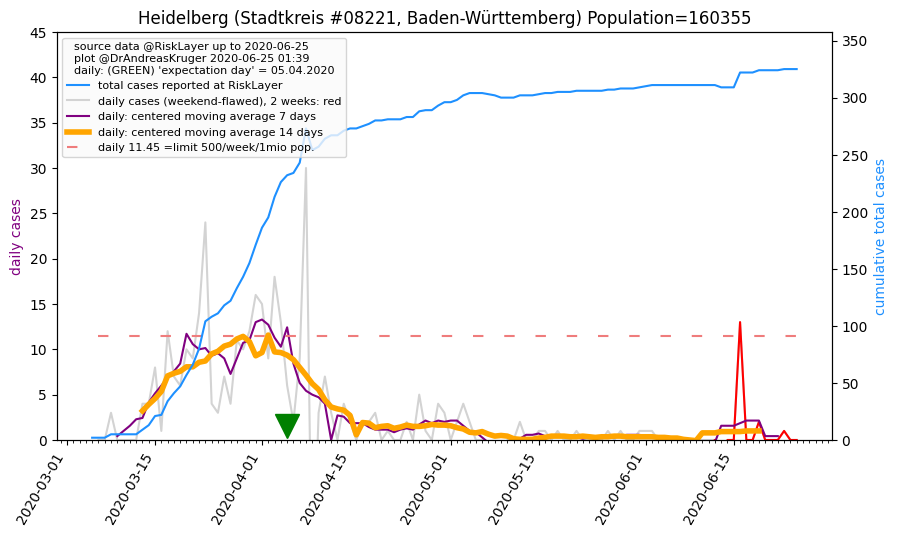 Heidelberg (Stadtkreis #08221, Baden-Württemberg) Population=160355
source data @RiskLayer up to 2020-06-25
plot @DrAndreasKruger 2020-06-25 01:39
daily: (GREEN) 'expectation day' = 05.04.2020
total cases reported at RiskLayer
daily cases (weekend-flawed), 2 weeks: red
daily: centered moving average 7 days
daily: centered moving average 14 days
daily 11.45 =limit 500/week/1mio pop.
daily cases
45
40
35
30
25
20
15
10
5
0
350
300
250
200
150
100
50
0
cumulative total cases
2020-03-01
2020-03-15
2020-04-01
2020-04-15
2020-05-01
2020-05-15
2020-06-01
2020-06-15